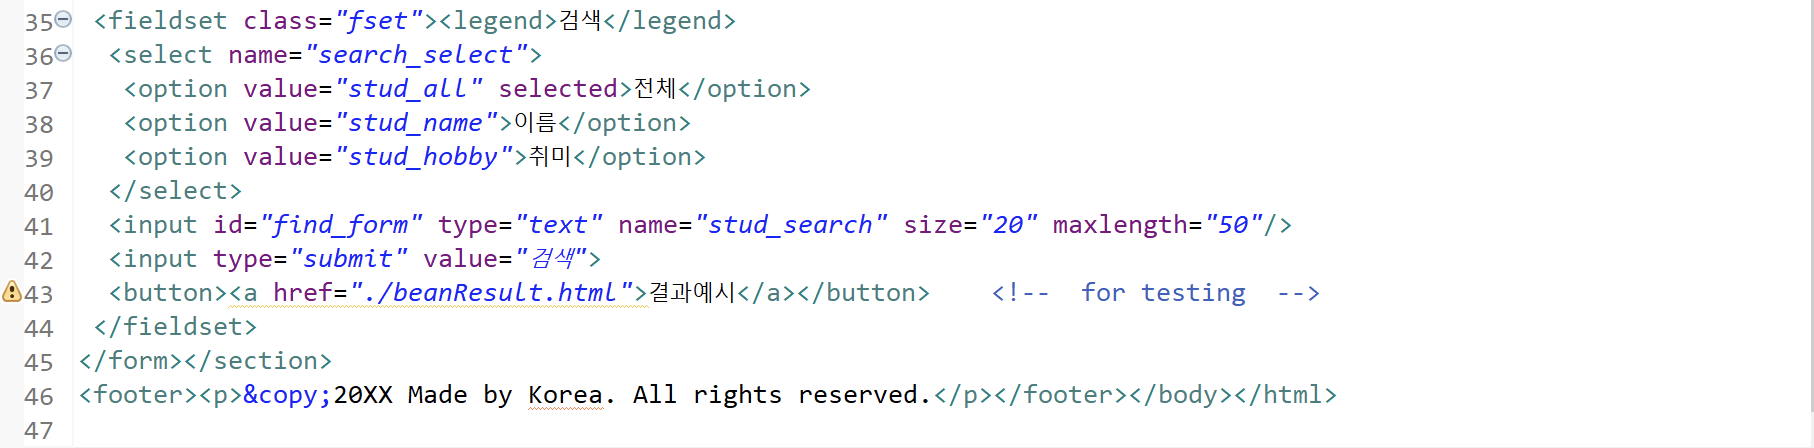 35 <fieldset class="fset"><legend>검색</legend>
36 <select name="search_select">
37 <option value="stud_all" selected>전체</option>
38 <option value="stud_name">이름</option>
39 <option value="stud_hobby">취미</option>
40 </select>
41 <input id="find_form" type="text" name="stud_search" size="20" maxlength="50"/>
42 <input type="submit" value="검색">
43 <button><a href="./beanResult.html">결과예시</a></button> <!-- for testing -->
44 </fieldset>
45 </form></section>
46 <footer><p>&copy;20XX Made by Korea. All rights reserved.</p></footer></body></html>
47